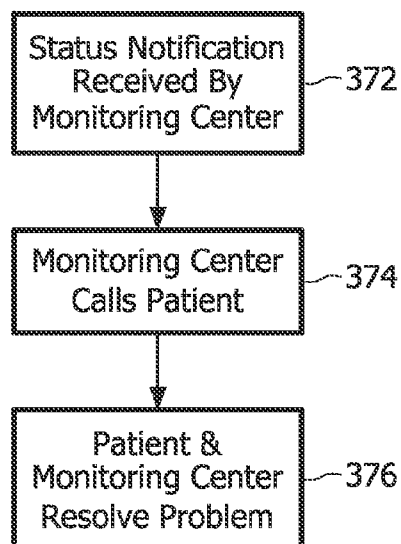 Status Notification
Received By
Monitoring Center
372
Monitoring Center
Calls Patient
374
Patient &
Monitoring Center
Resolve Problem
376